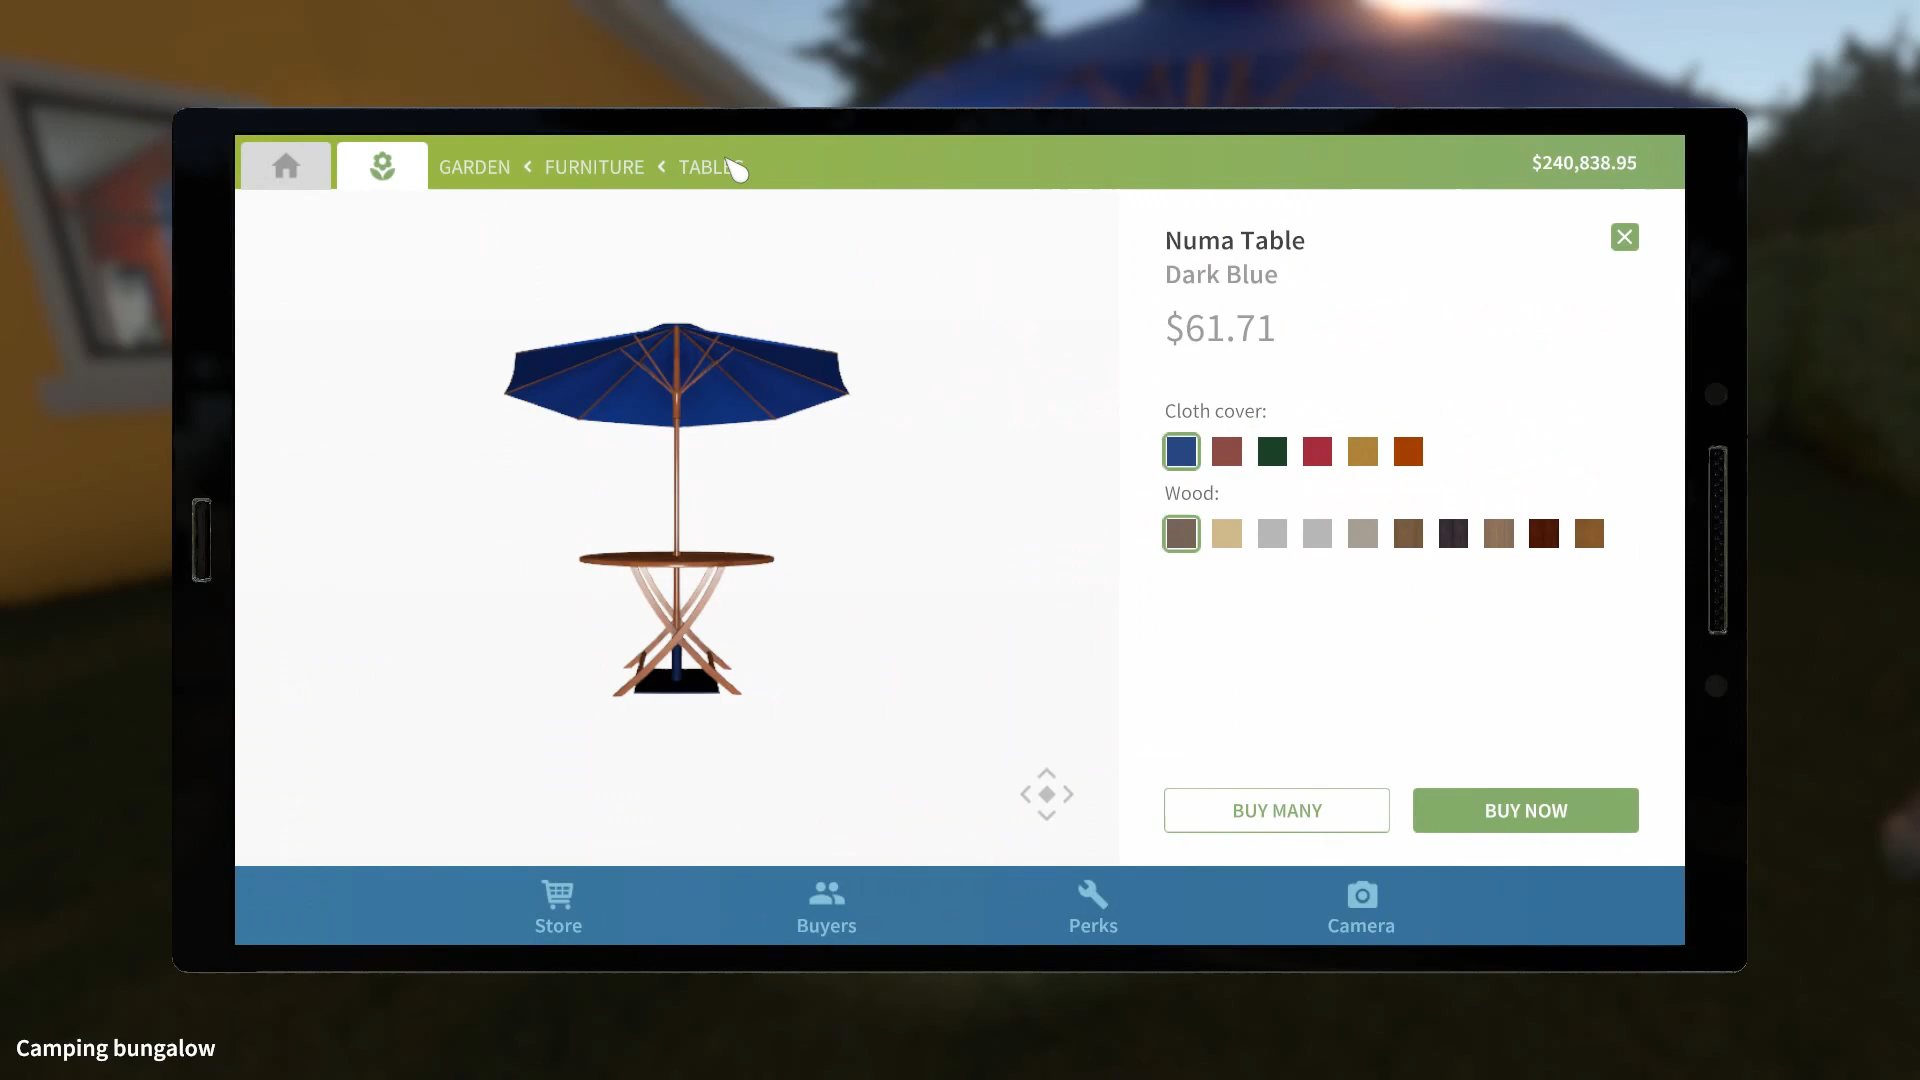 GARDEN < FURNITURE < TABLES
$240,838.95
Numa Table
Dark Blue
$61.71
Cloth cover:
Wood:
BUY MANY
BUY NOW
Store
Buyers
Perks
Camera
Camping bungalow